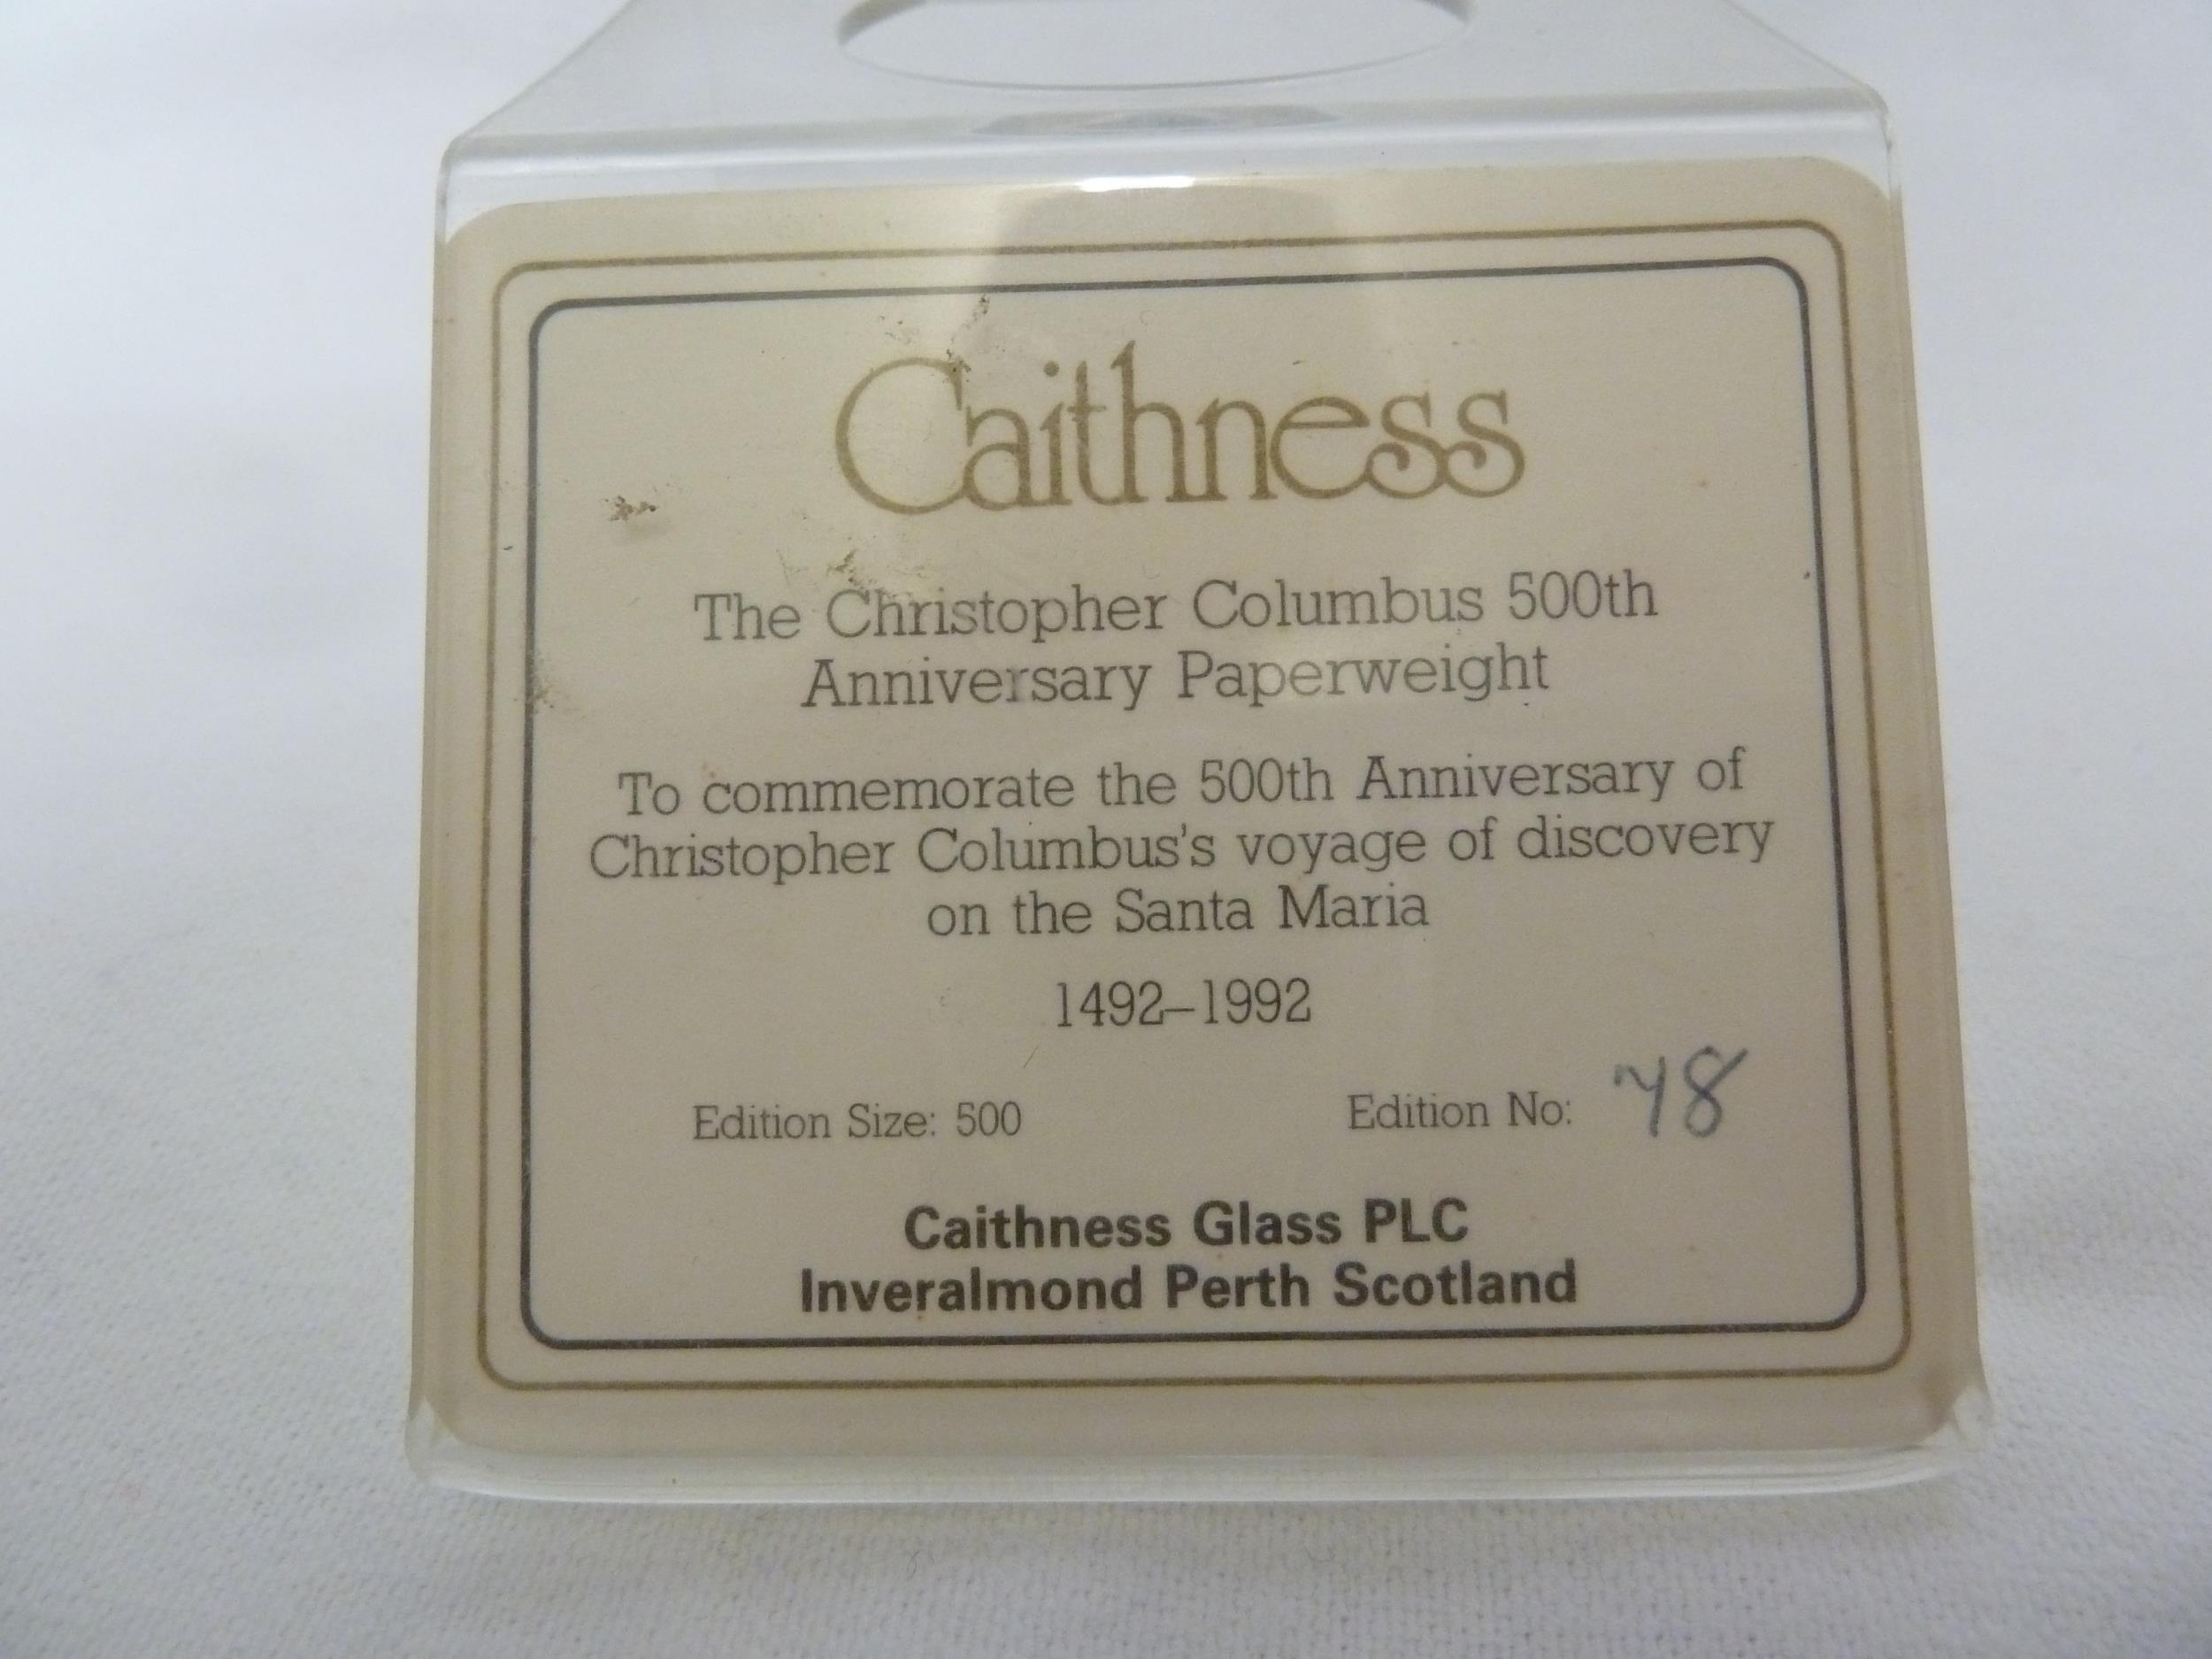 Caithness
The Christopher Columbus 500th
Anniversary Paperweight
To commemorate the 500th Anniversary of
Christopher Columbus's voyage of discovery
on the Santa Maria
1492–1992
Edition Size: 500 Edition No: 78
Caithness Glass PLC
Inveralmond Perth Scotland